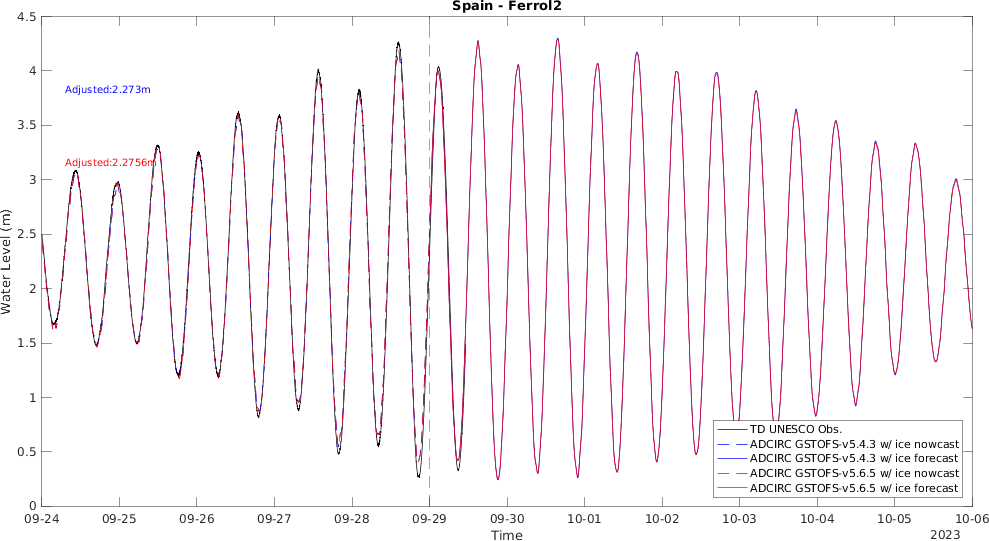 Spain - Ferrol2
4.5
4
3.5
3
2.5
2
1.5
1
0.5
0
Water Level (m)
Adjusted:2.273m
Adjusted:2.2756m
TD UNESCO Obs.
ADCIRC GSTOFS-v5.4.3 w/ ice nowcast
ADCIRC GSTOFS-v5.4.3 w/ ice forecast
ADCIRC GSTOFS-v5.6.5 w/ ice nowcast
ADCIRC GSTOFS-v5.6.5 w/ ice forecast
09-24 09-25 09-26 09-27 09-28 09-29 09-30 10-01 10-02 10-03 10-04 10-05 10-06
Time
2023